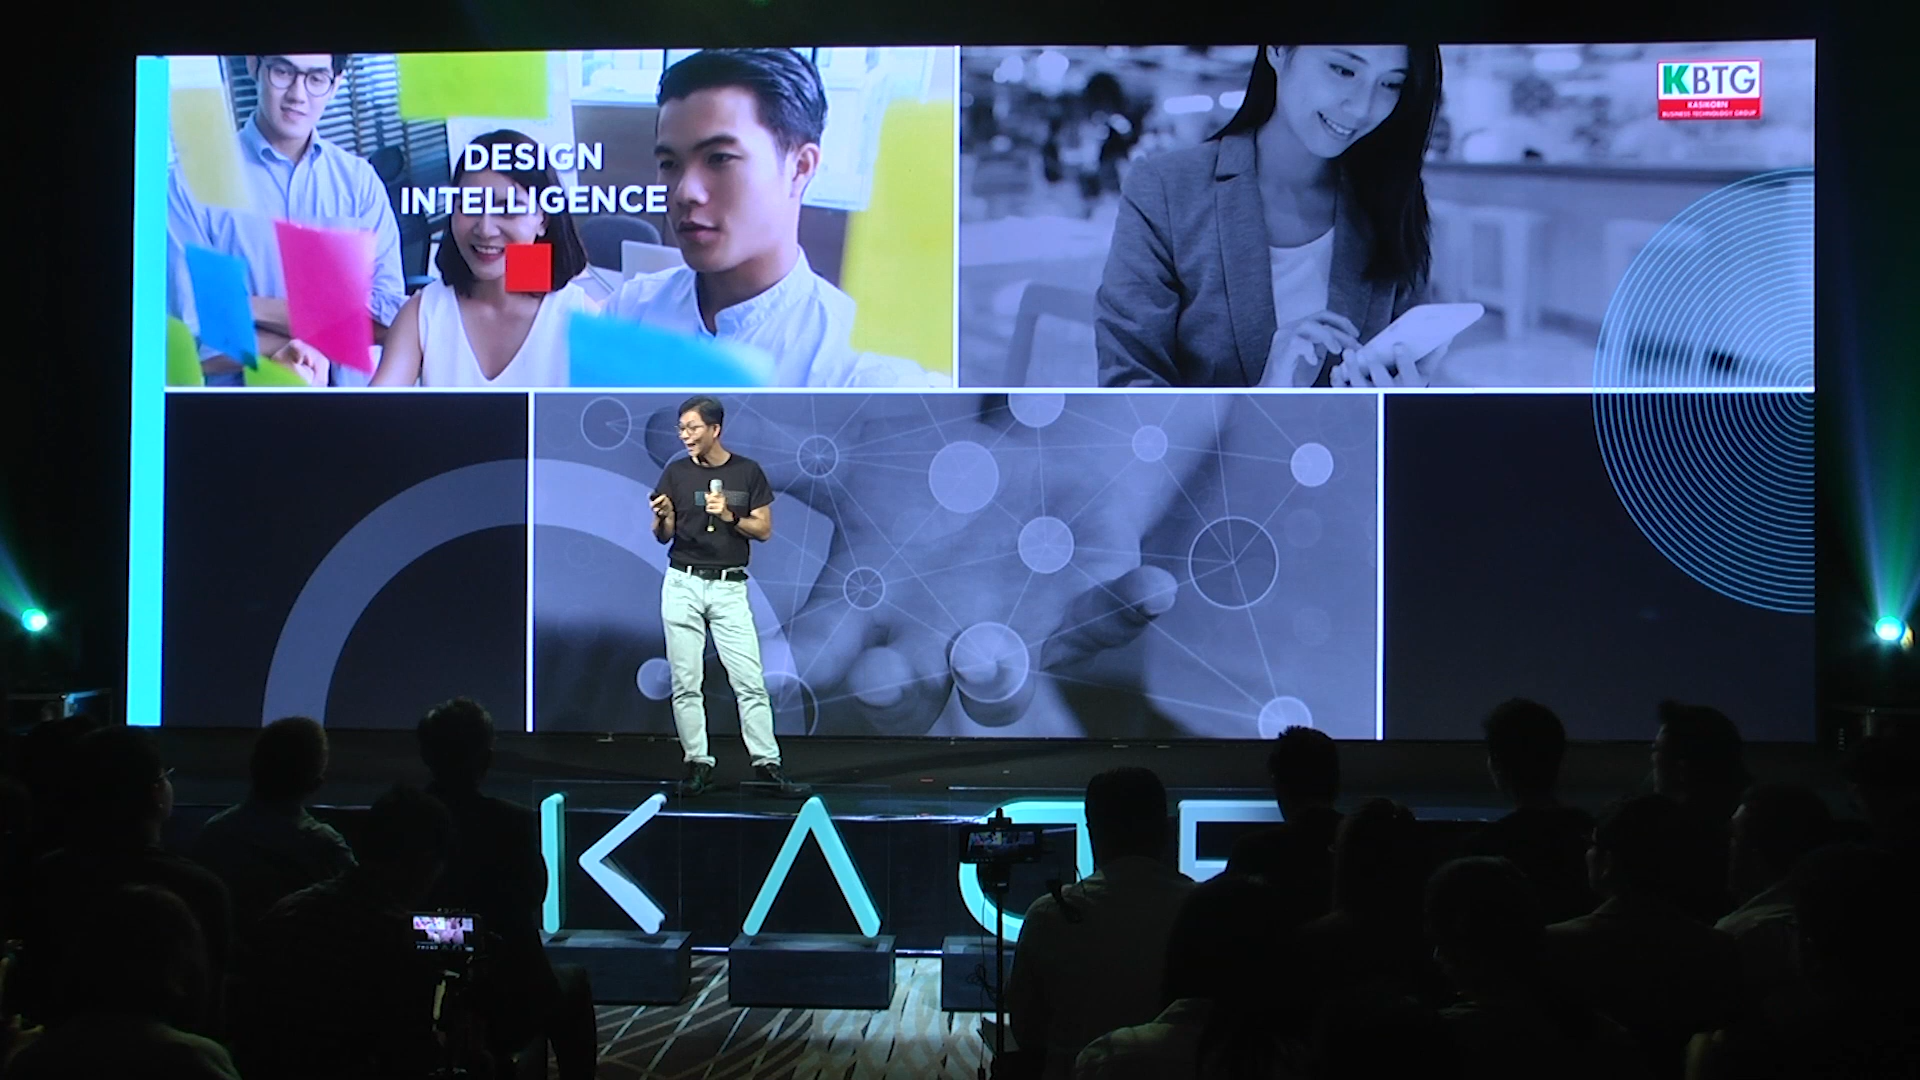 DESIGN
INTELLIGENCE
KBTG
KASIKORN
BUSINESS TECHNOLOGY GROUP
K